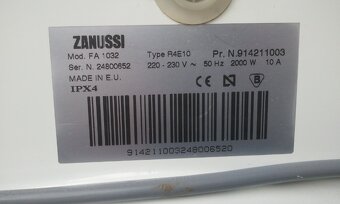 ZANUSSI Type R4E10 Pr. N.914211003
Mod. FA 1032
Ser. N. 24800652 220 - 230 V ~ 50 Hz 2000 W 10 A
MADE IN E.U.
IPX4 CE N B
914211003248006520